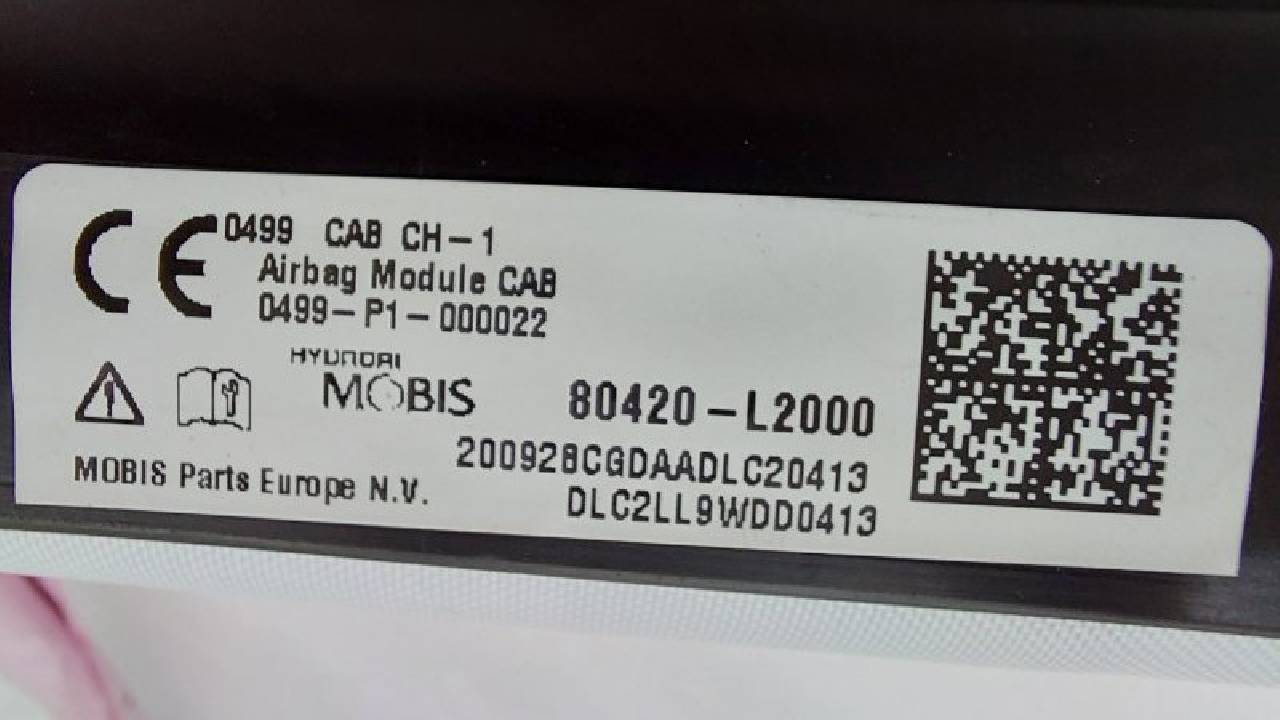 CE 0499 CAB CH-1
Airbag Module CAB
0499-P1-000022
HYUNDAI
MOBIS
80420-L2000
200928CGDAADLC20413
MOBIS Parts Europe N.V.
DLC2LL9WDD0413